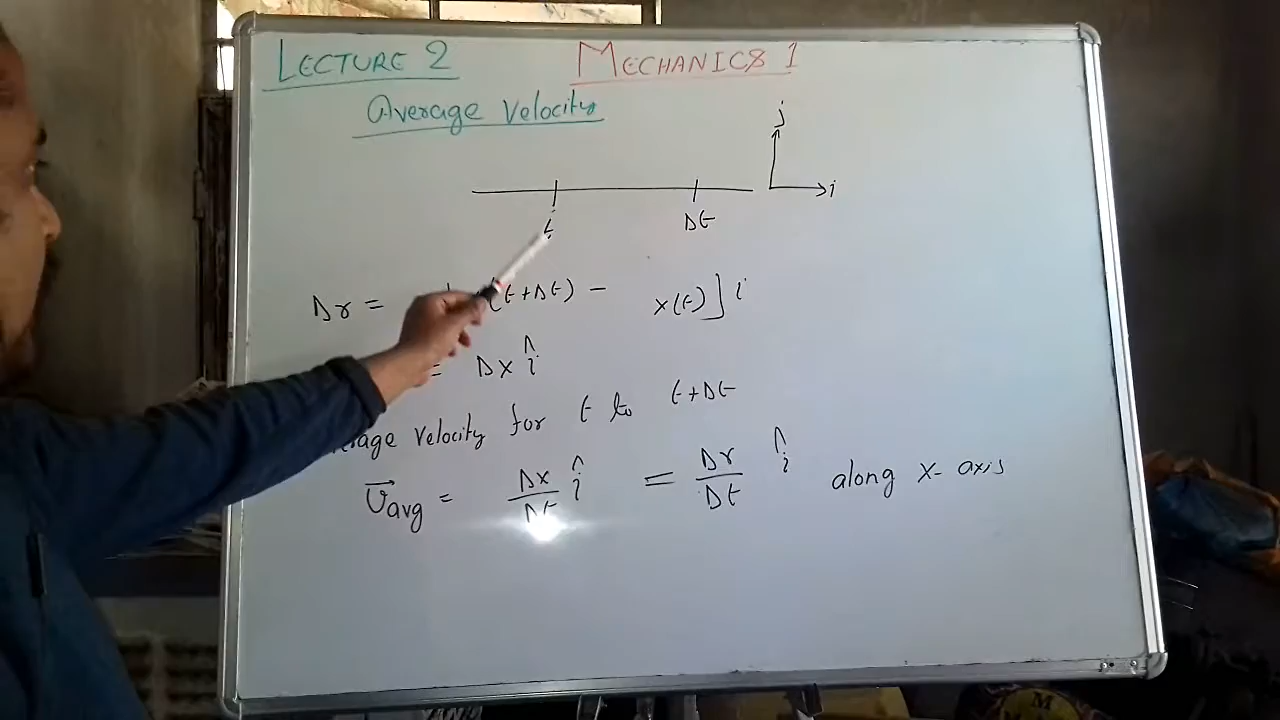 LECTURE 2 MECHANICS 1
Average Velocity
j
i
t Δt
Δr = (t+Δt) - x(t)] i
= Δx î
velocity for t to t+Δt
v⃗avg = Δx/Δt î = Δr/Δt î along x-axis
M